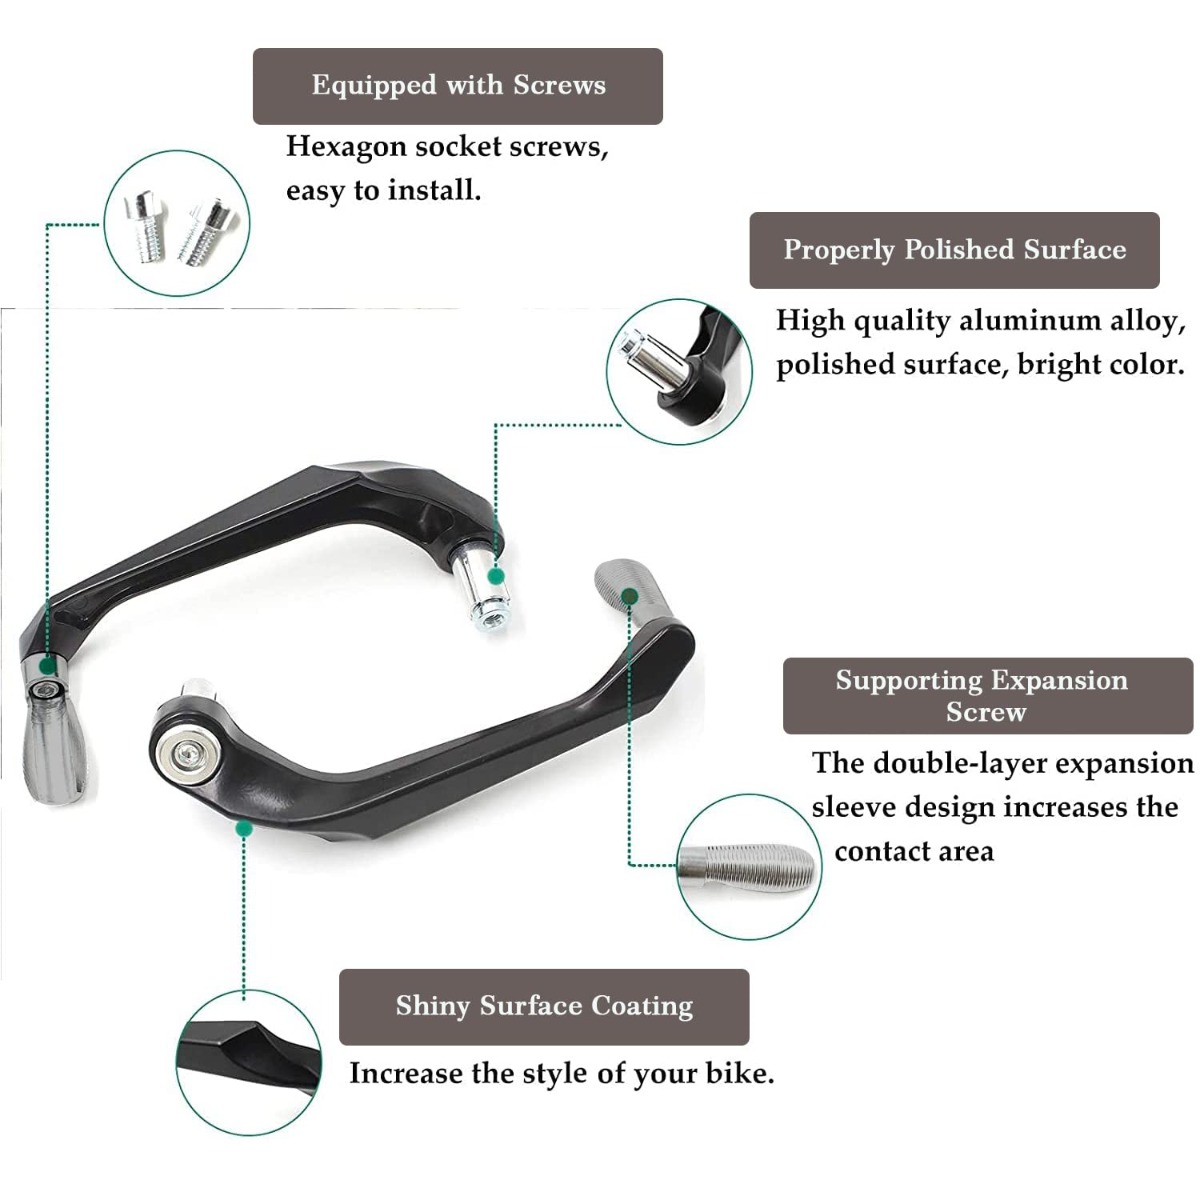 Equipped with Screws
Hexagon socket screws,
easy to install.
Properly Polished Surface
High quality aluminum alloy,
polished surface, bright color.
Supporting Expansion
Screw
The double-layer expansion
sleeve design increases the
contact area
Shiny Surface Coating
Increase the style of your bike.